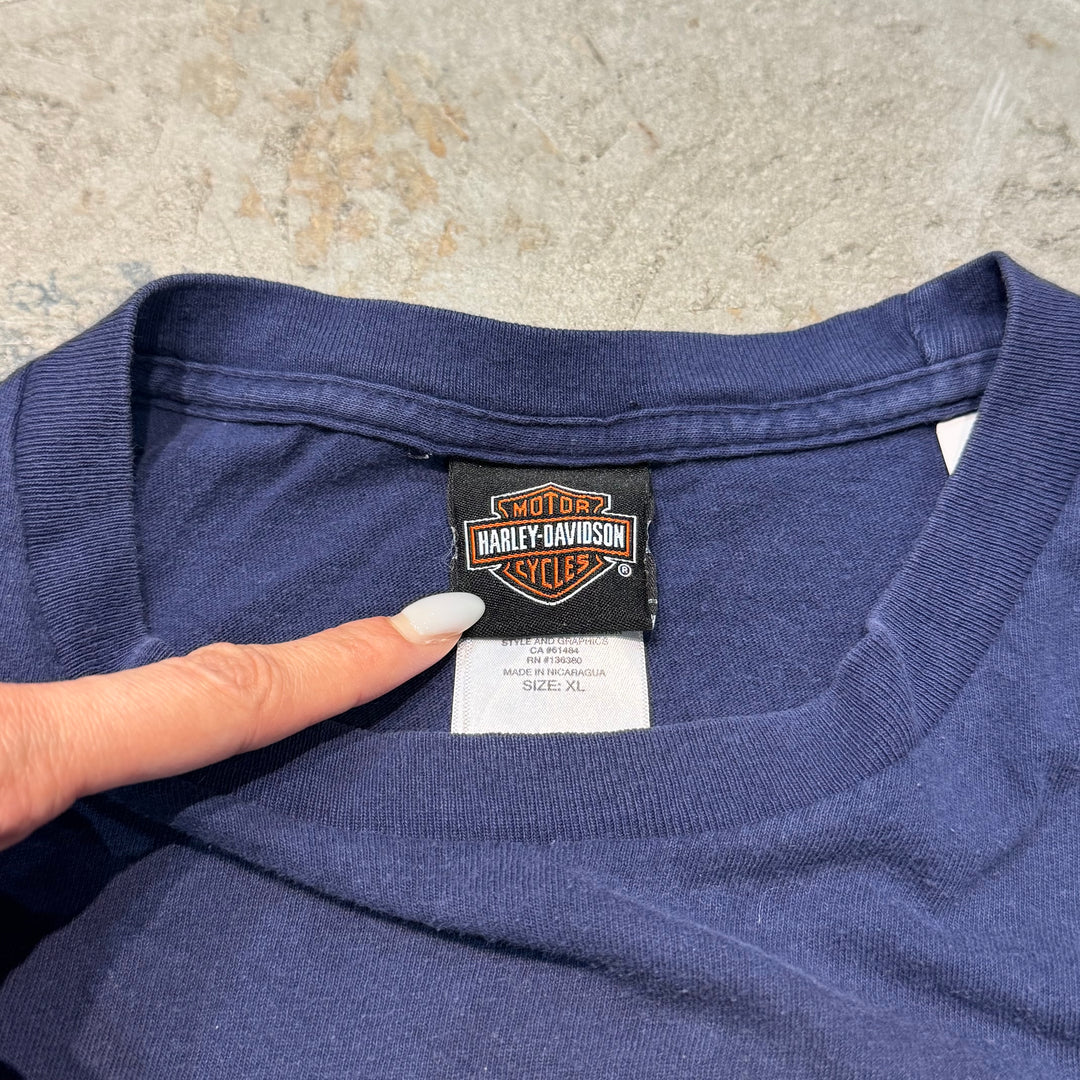 MOTOR
HARLEY-DAVIDSON
CYCLES
®
STYLE AND GRAPHICS
CA #61484
RN #136380
MADE IN NICARAGUA
SIZE: XL